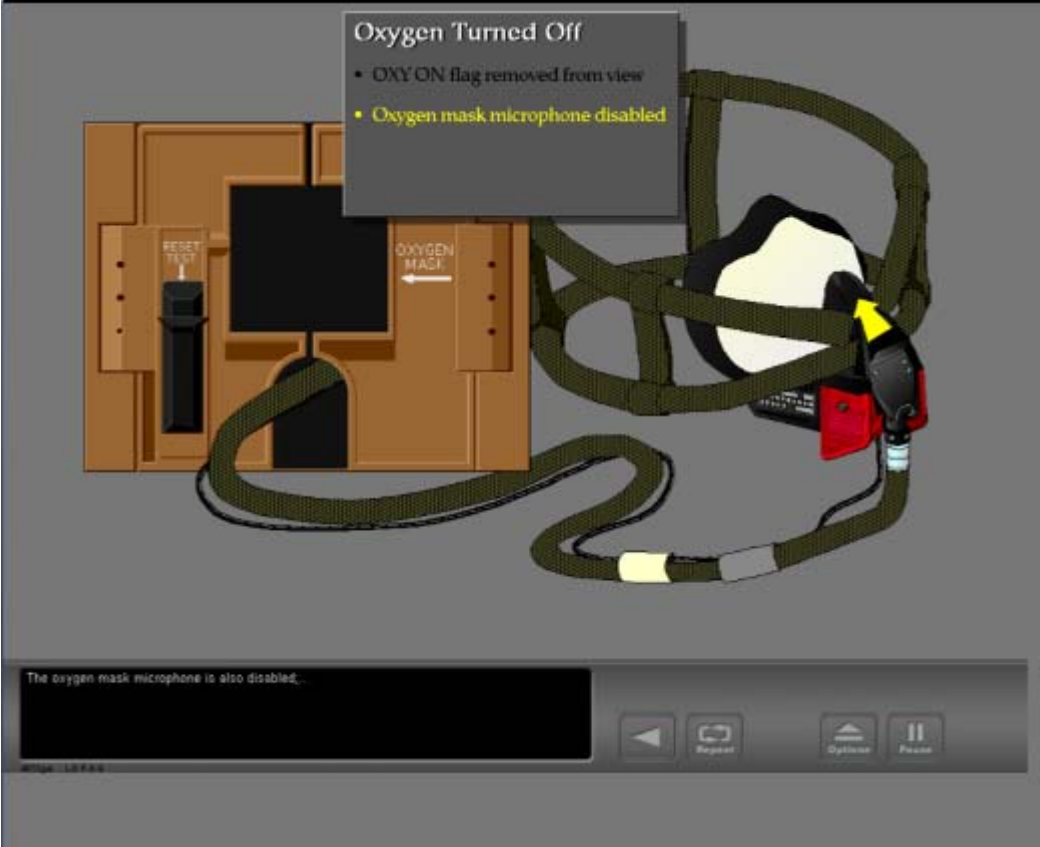 Oxygen Turned Off
• OXY ON flag removed from view
• Oxygen mask microphone disabled
RESET
TEST
OXYGEN
MASK
The oxygen mask microphone is also disabled;..
Repeat
Options
Pause